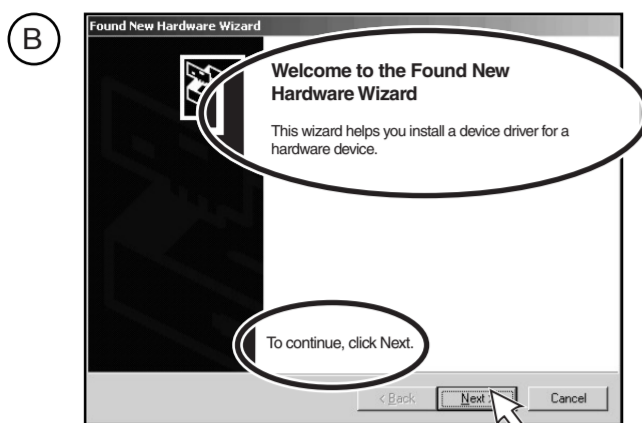 B
Found New Hardware Wizard
Welcome to the Found New
Hardware Wizard
This wizard helps you install a device driver for a
hardware device.
To continue, click Next.
< Back
Next >
Cancel